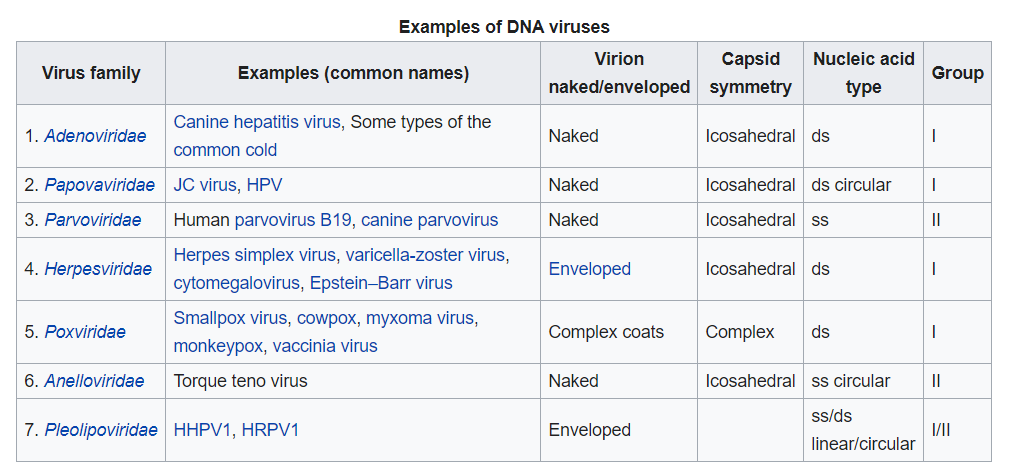 Examples of DNA viruses
Virus family
Examples (common names)
Virion
naked/enveloped
Capsid
symmetry
Nucleic acid
type
Group
1. Adenoviridae
Canine hepatitis virus, Some types of the
common cold
Naked
Icosahedral
ds
I
2. Papovaviridae
JC virus, HPV
Naked
Icosahedral
ds circular
I
3. Parvoviridae
Human parvovirus B19, canine parvovirus
Naked
Icosahedral
ss
II
4. Herpesviridae
Herpes simplex virus, varicella-zoster virus,
cytomegalovirus, Epstein–Barr virus
Enveloped
Icosahedral
ds
I
5. Poxviridae
Smallpox virus, cowpox, myxoma virus,
monkeypox, vaccinia virus
Complex coats
Complex
ds
I
6. Anelloviridae
Torque teno virus
Naked
Icosahedral
ss circular
II
7. Pleolipoviridae
HHPV1, HRPV1
Enveloped
ss/ds
linear/circular
I/II